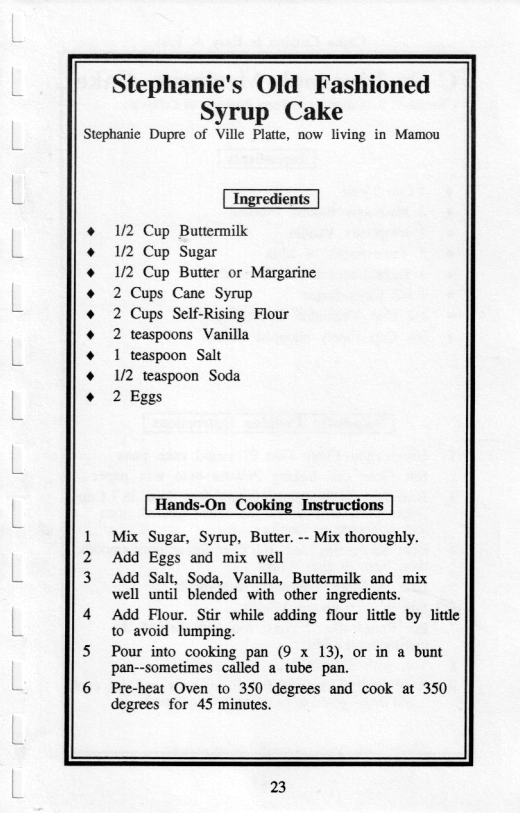 Stephanie's Old Fashioned
Syrup Cake
Stephanie Dupre of Ville Platte, now living in Mamou
Ingredients
♦ 1/2 Cup Buttermilk
♦ 1/2 Cup Sugar
♦ 1/2 Cup Butter or Margarine
♦ 2 Cups Cane Syrup
♦ 2 Cups Self-Rising Flour
♦ 2 teaspoons Vanilla
♦ 1 teaspoon Salt
♦ 1/2 teaspoon Soda
♦ 2 Eggs
Hands-On Cooking Instructions
1 Mix Sugar, Syrup, Butter. -- Mix thoroughly.
2 Add Eggs and mix well
3 Add Salt, Soda, Vanilla, Buttermilk and mix
well until blended with other ingredients.
4 Add Flour. Stir while adding flour little by little
to avoid lumping.
5 Pour into cooking pan (9 x 13), or in a bunt
pan--sometimes called a tube pan.
6 Pre-heat Oven to 350 degrees and cook at 350
degrees for 45 minutes.
23